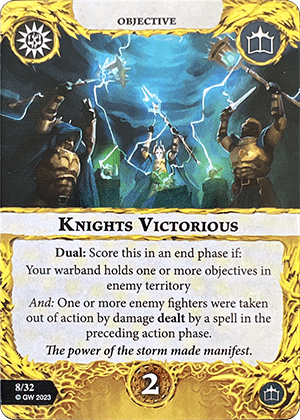 OBJECTIVE
KNIGHTS VICTORIOUS
Dual: Score this in an end phase if:
Your warband holds one or more objectives in
enemy territory
And: One or more enemy fighters were taken
out of action by damage dealt by a spell in the
preceding action phase.
The power of the storm made manifest.
8/32
© GW 2023
2